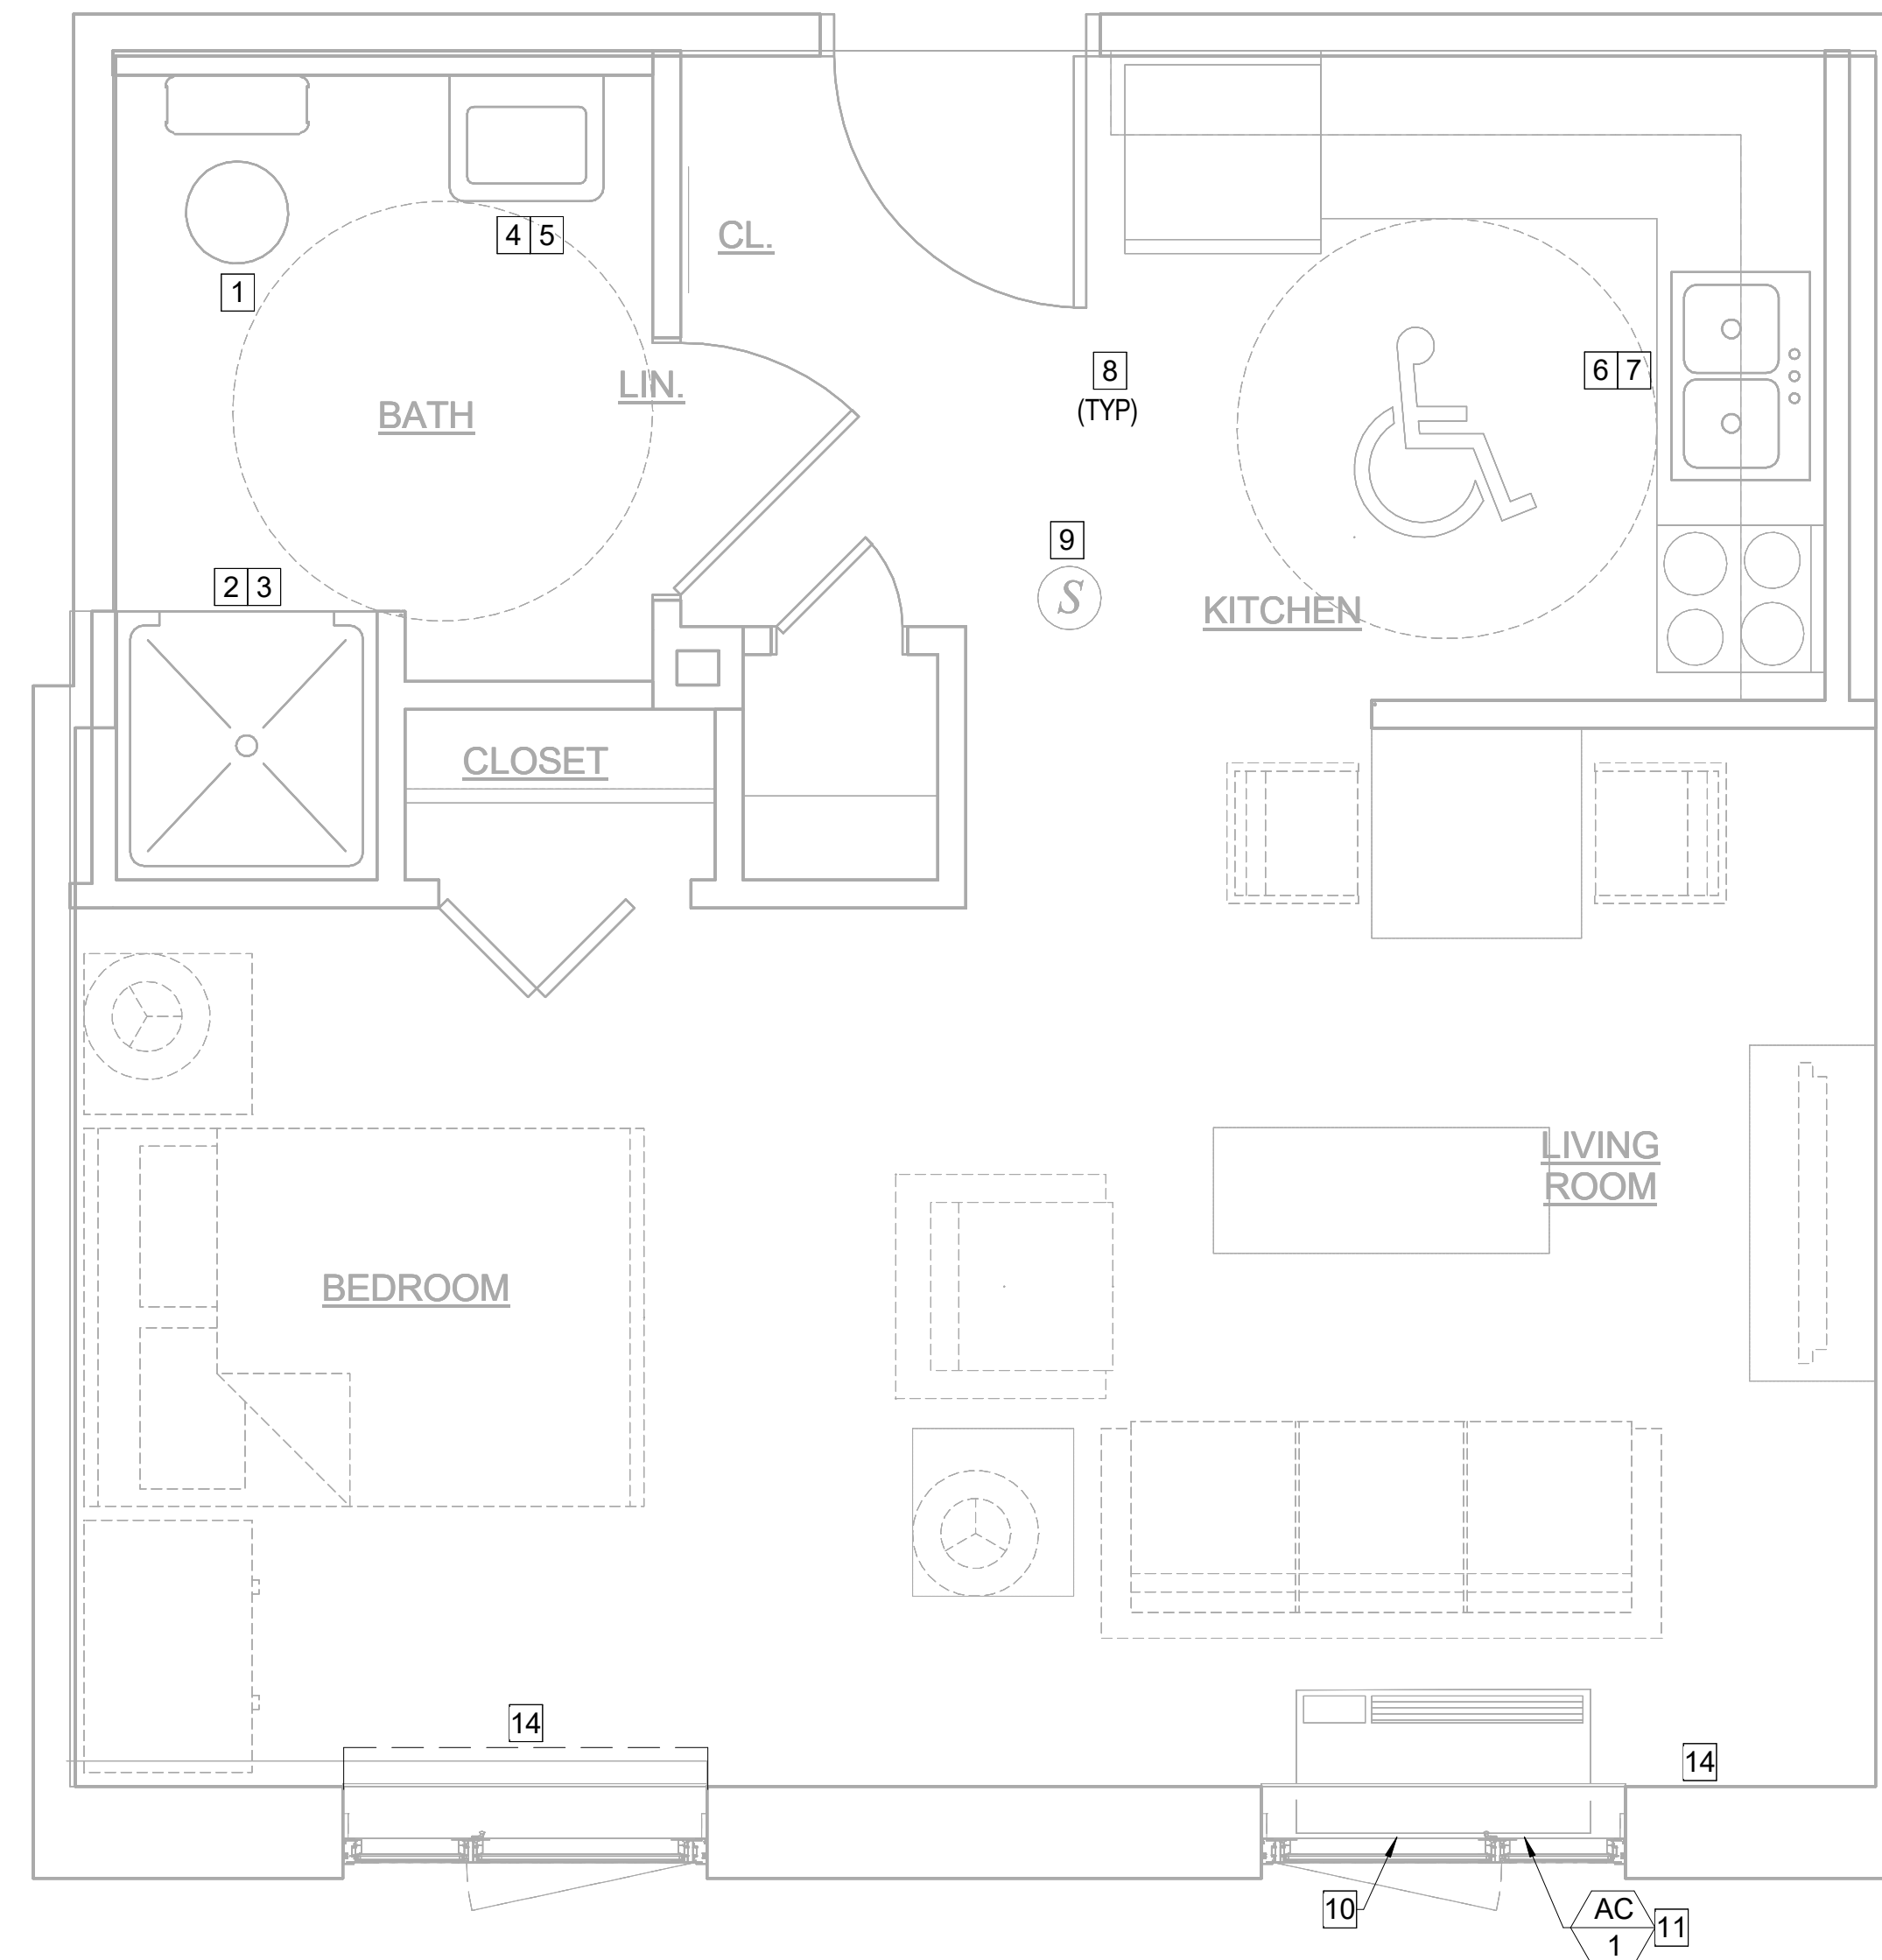 4 5
CL.
1
8
(TYP)
6 7
LIN.
BATH
9
S
KITCHEN
2 3
CLOSET
LIVING
ROOM
BEDROOM
14
14
10
AC
1
11